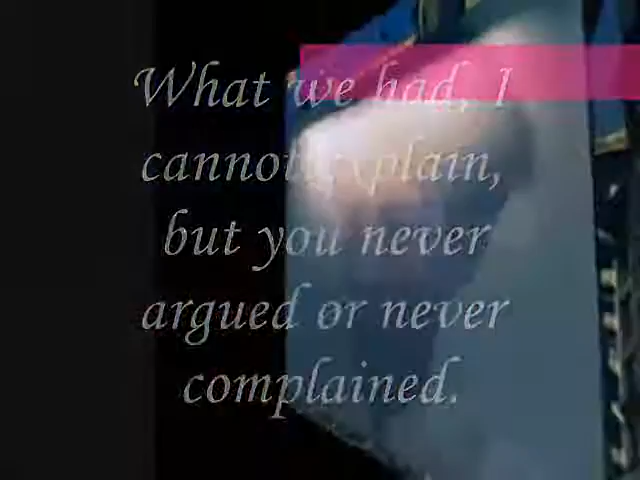 What we had, I
cannot explain,
but you never
argued or never
complained.